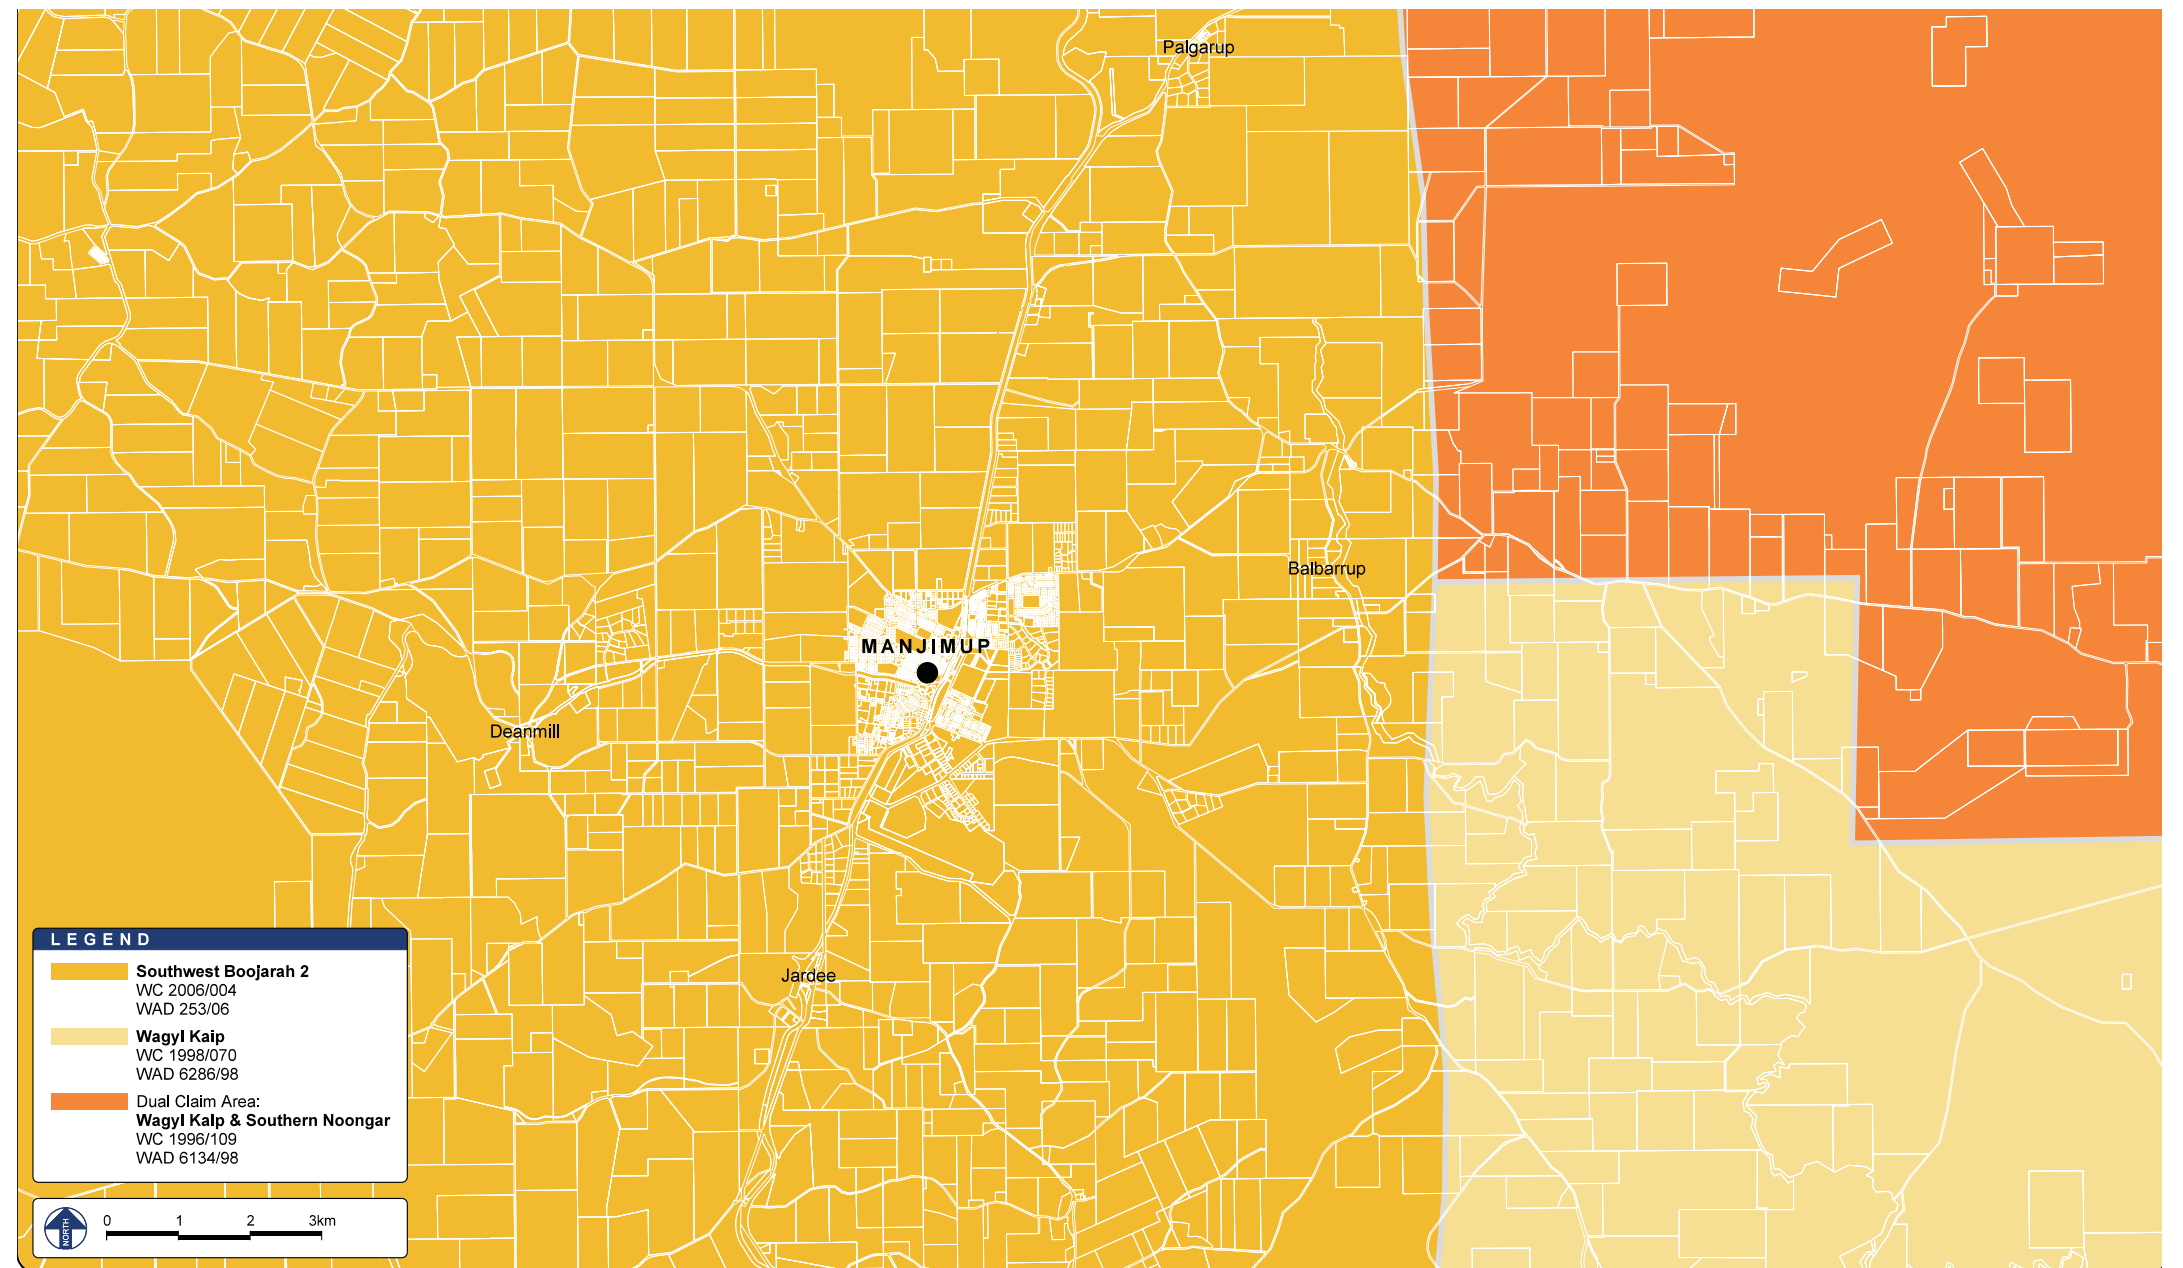 Palgarup
Balbarrup
MANJIMUP
Deanmill
Jardee
LEGEND
Southwest Boojarah 2
WC 2006/004
WAD 253/06
Wagyl Kaip
WC 1998/070
WAD 6286/98
Dual Claim Area:
Wagyl Kaip & Southern Noongar
WC 1996/109
WAD 6134/98
NORTH
0 1 2 3km